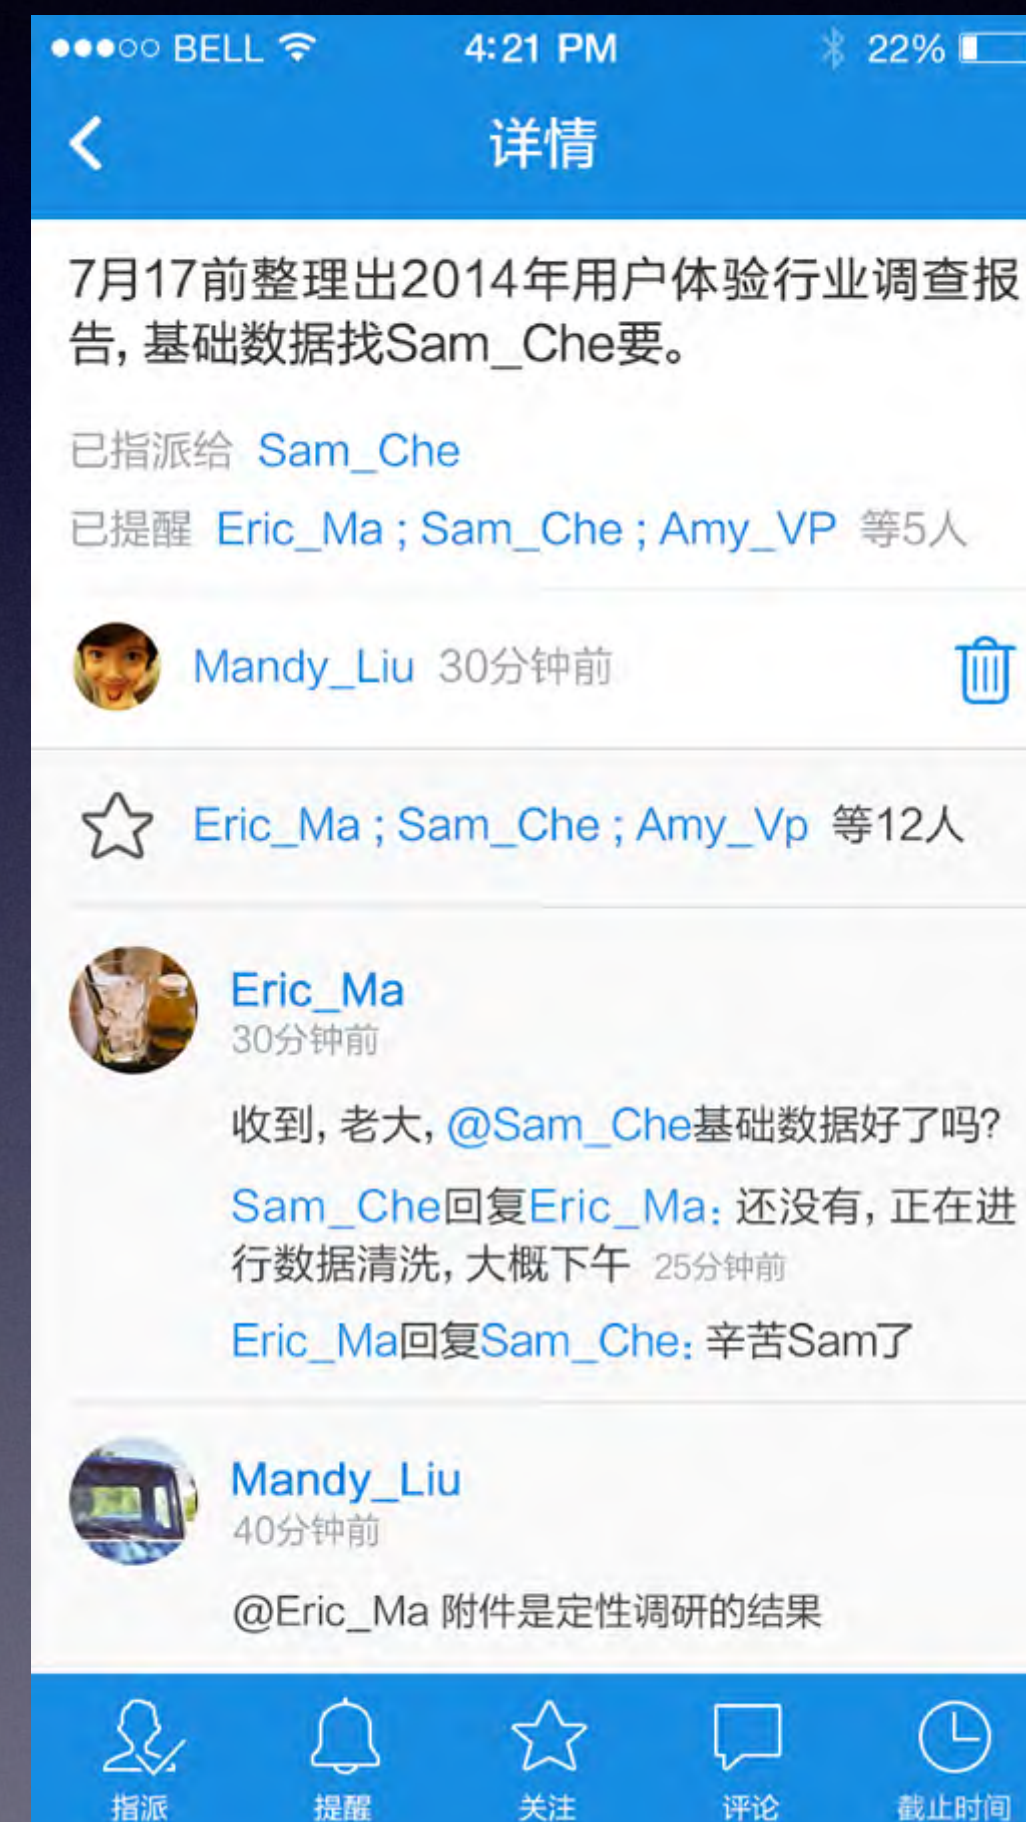 BELL 4:21 PM 22%
详情
7月17前整理出2014年用户体验行业调查报
告, 基础数据找Sam_Che要。
已指派给 Sam_Che
已提醒 Eric_Ma ; Sam_Che ; Amy_VP 等5人
Mandy_Liu 30分钟前
Eric_Ma ; Sam_Che ; Amy_Vp 等12人
Eric_Ma
30分钟前
收到, 老大, @Sam_Che基础数据好了吗?
Sam_Che回复Eric_Ma: 还没有, 正在进
行数据清洗, 大概下午 25分钟前
Eric_Ma回复Sam_Che: 辛苦Sam了
Mandy_Liu
40分钟前
@Eric_Ma 附件是定性调研的结果
指派 提醒 关注 评论 截止时间